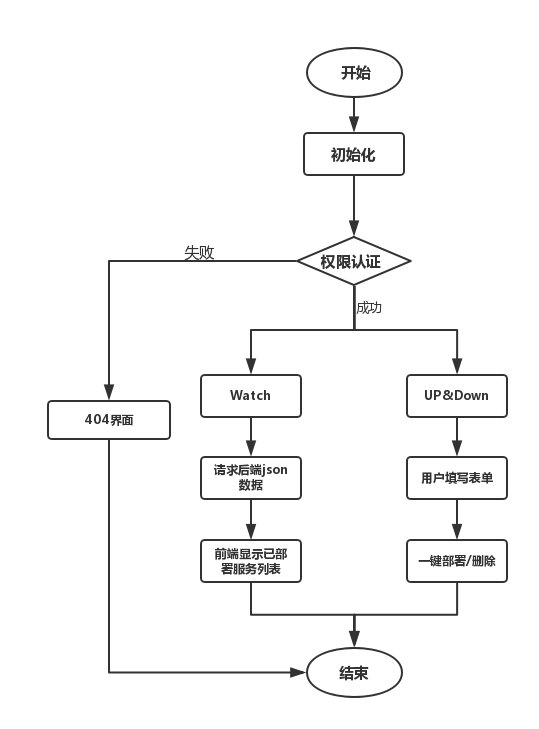 开始
初始化
失败
权限认证
成功
Watch
UP&Down
404界面
请求后端json
数据
用户填写表单
前端显示已部
署服务列表
一键部署/删除
结束